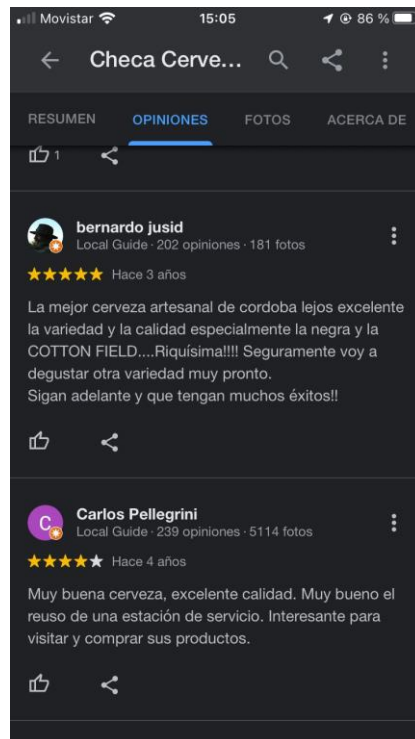 Movistar 15:05 86 %
Checa Cerve...
RESUMEN OPINIONES FOTOS ACERCA DE
1
bernardo jusid
Local Guide · 202 opiniones · 181 fotos
Hace 3 años
La mejor cerveza artesanal de cordoba lejos excelente
la variedad y la calidad especialmente la negra y la
COTTON FIELD....Riquísima!!!! Seguramente voy a
degustar otra variedad muy pronto.
Sigan adelante y que tengan muchos éxitos!!
C
Carlos Pellegrini
Local Guide · 239 opiniones · 5114 fotos
Hace 4 años
Muy buena cerveza, excelente calidad. Muy bueno el
reuso de una estación de servicio. Interesante para
visitar y comprar sus productos.